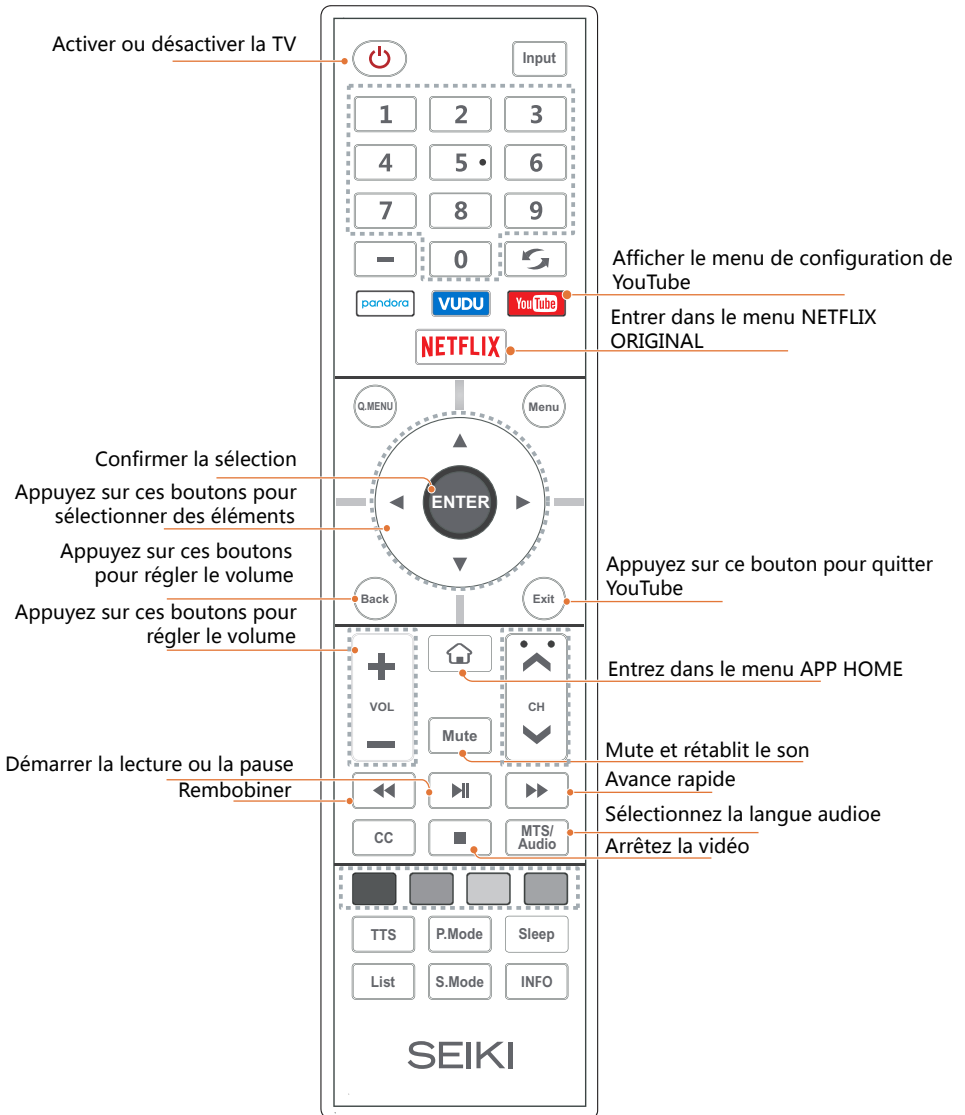 Activer ou désactiver la TV
Input
1 2 3
4 5 6
7 8 9
– 0
Afficher le menu de configuration de
YouTube
pandora VUDU YouTube
Entrer dans le menu NETFLIX
ORIGINAL
NETFLIX
Q.MENU Menu
Confirmer la sélection
Appuyez sur ces boutons pour
sélectionner des éléments
ENTER
Appuyez sur ces boutons
pour régler le volume
Appuyez sur ce bouton pour quitter
YouTube
Back Exit
Appuyez sur ces boutons pour
régler le volume
+
Entrez dans le menu APP HOME
VOL CH
Mute
–
Mute et rétablit le son
Démarrer la lecture ou la pause
Avance rapide
Rembobiner
Sélectionnez la langue audioe
CC MTS/
Audio
Arrêtez la vidéo
TTS P.Mode Sleep
List S.Mode INFO
SEIKI